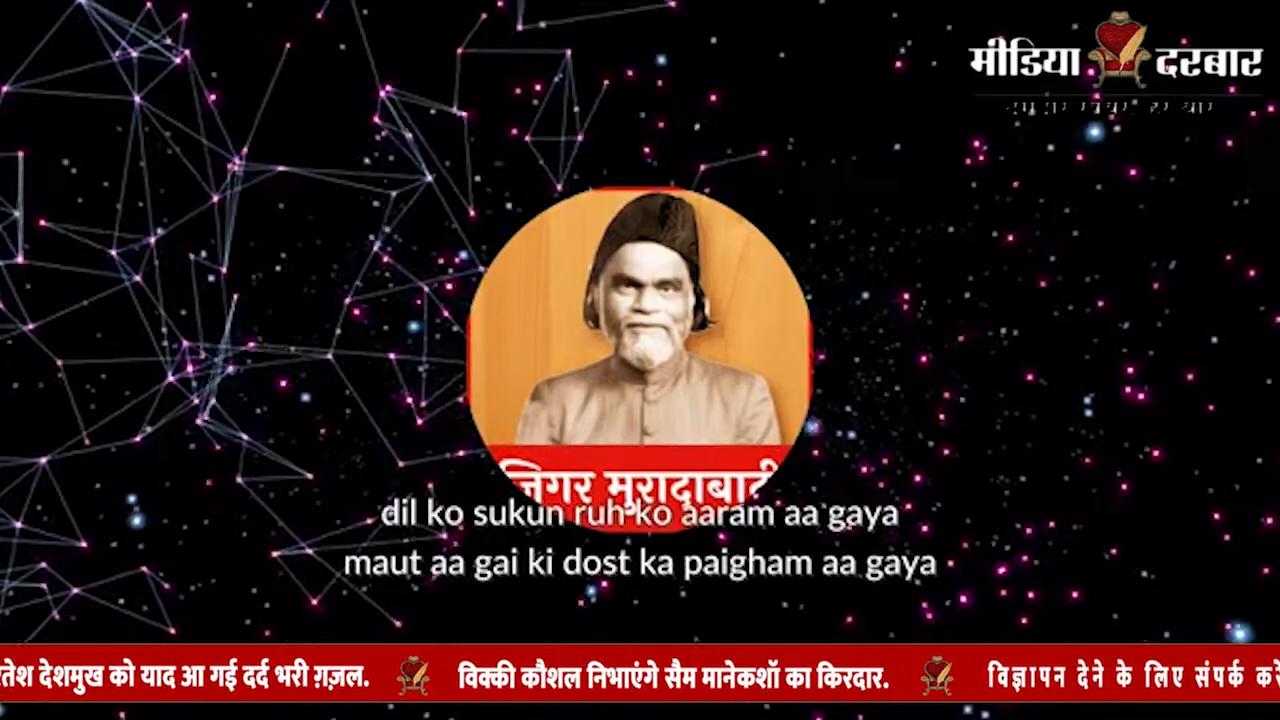 मीडिया दरबार
जिगर मुरादाबादी
dil ko sukun ruh ko aaram aa gaya
maut aa gai ki dost ka paigham aa gaya
देशमुख को याद आ गई दर्द भरी ग़ज़ल. विक्की कौशल निभाएंगे सैम मानेकशॉ का किरदार. विज्ञापन देने के लिए संपर्क करे